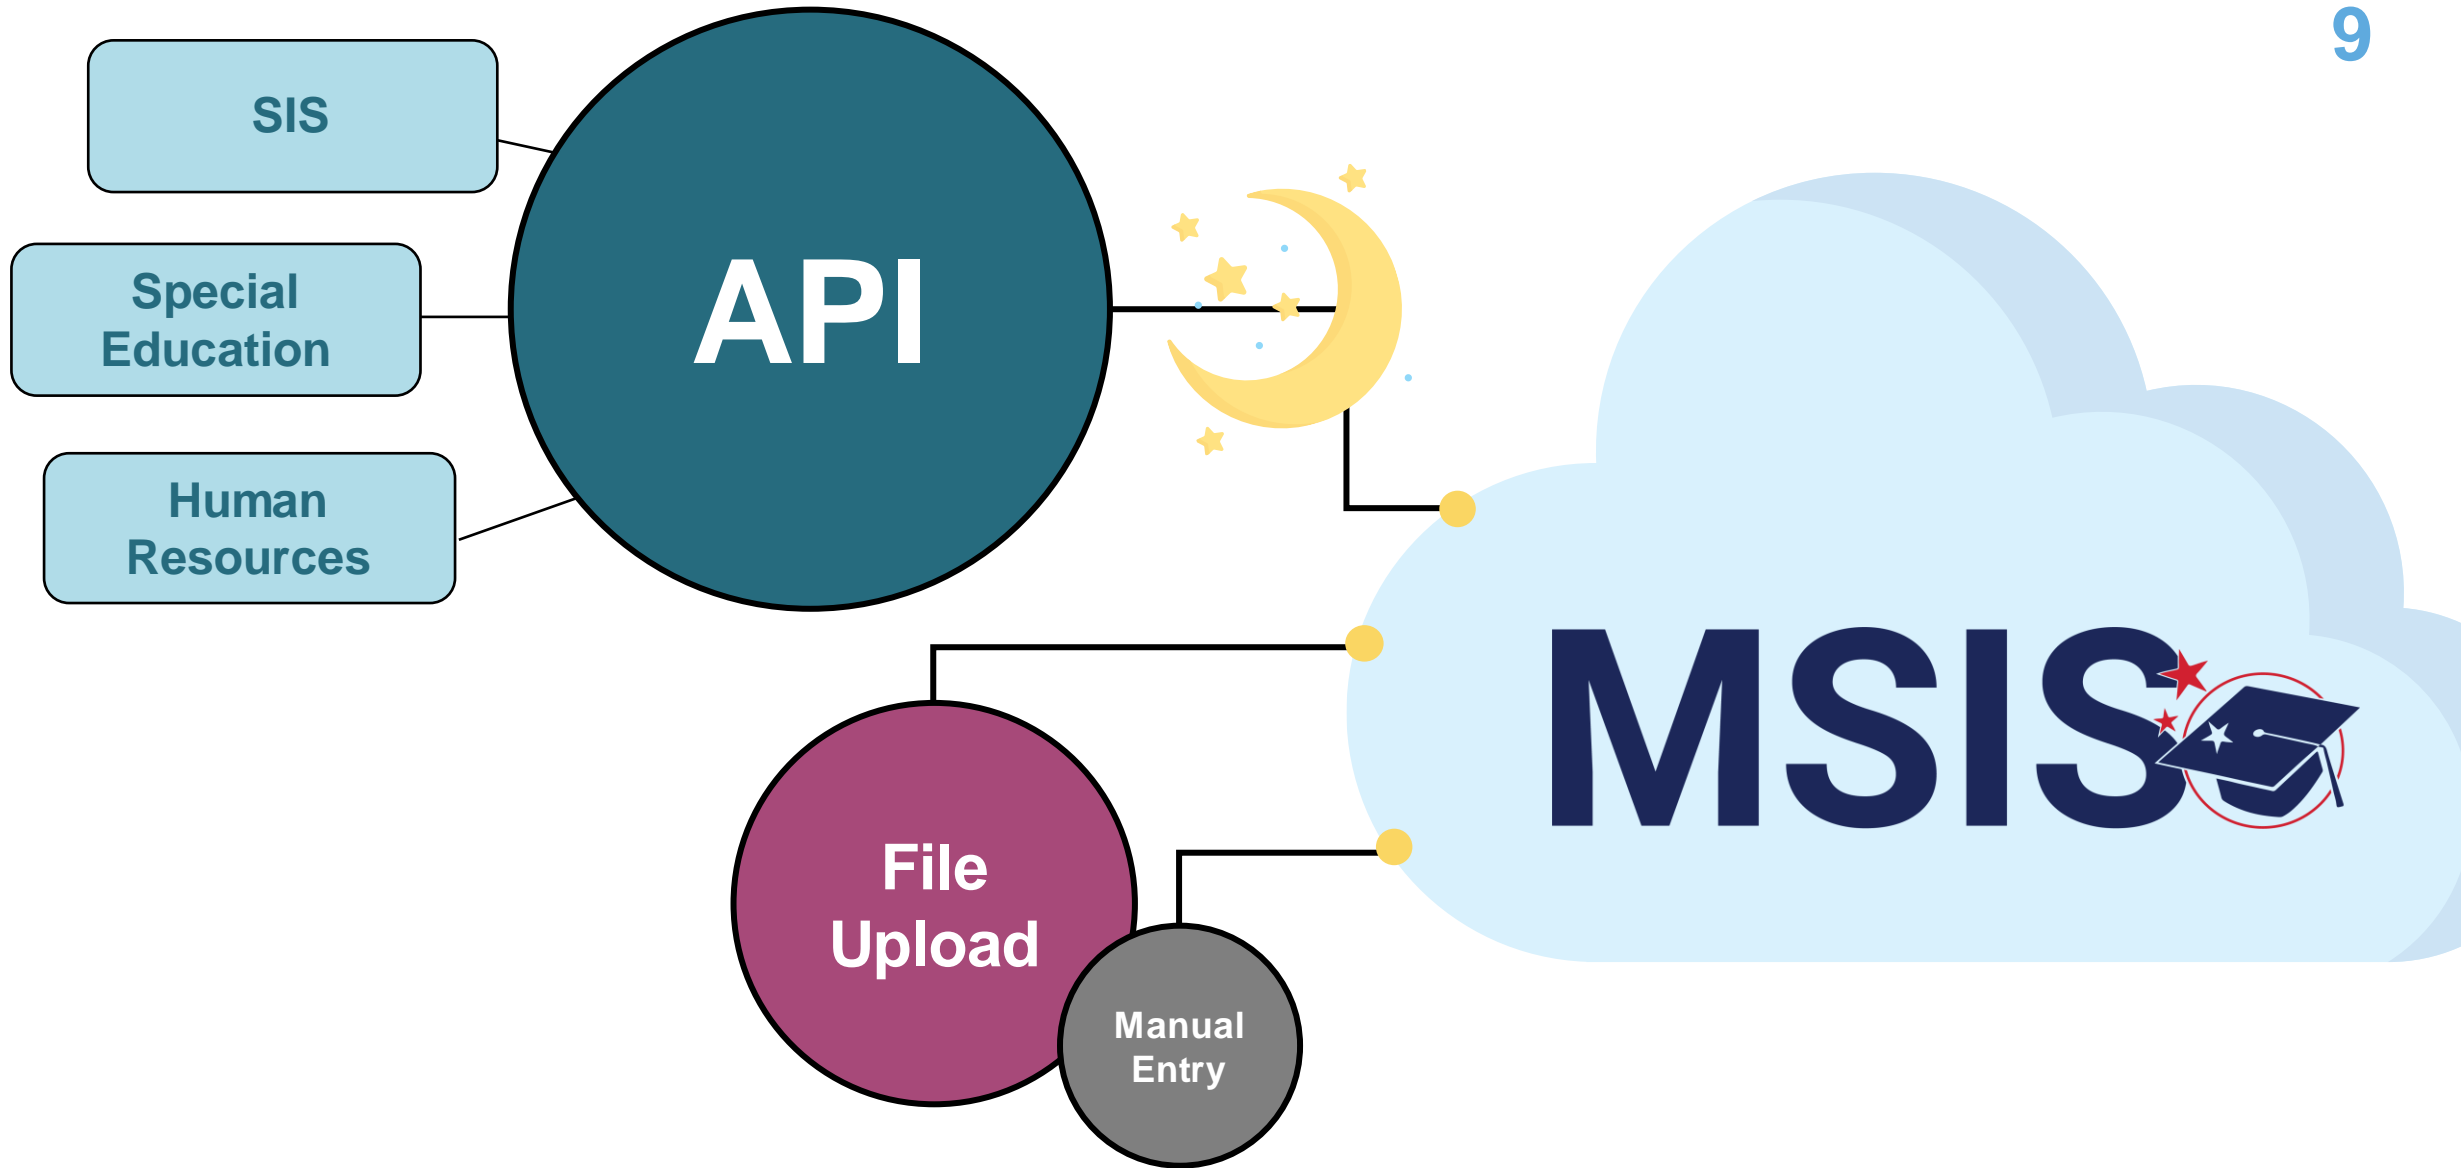 9
SIS
Special
Education
Human
Resources
API
MSIS
File
Upload
Manual
Entry